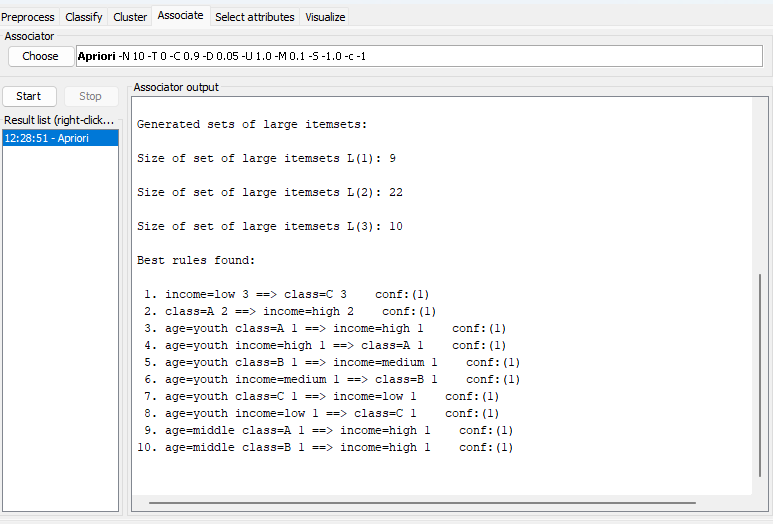 Preprocess Classify Cluster Associate Select attributes Visualize
Associator
Choose Apriori -N 10 -T 0 -C 0.9 -D 0.05 -U 1.0 -M 0.1 -S -1.0 -c -1
Start Stop
Result list (right-click...
12:28:51 - Apriori
Associator output
Generated sets of large itemsets:
Size of set of large itemsets L(1): 9
Size of set of large itemsets L(2): 22
Size of set of large itemsets L(3): 10
Best rules found:
1. income=low 3 ==> class=C 3 conf:(1)
2. class=A 2 ==> income=high 2 conf:(1)
3. age=youth class=A 1 ==> income=high 1 conf:(1)
4. age=youth income=high 1 ==> class=A 1 conf:(1)
5. age=youth class=B 1 ==> income=medium 1 conf:(1)
6. age=youth income=medium 1 ==> class=B 1 conf:(1)
7. age=youth class=C 1 ==> income=low 1 conf:(1)
8. age=youth income=low 1 ==> class=C 1 conf:(1)
9. age=middle class=A 1 ==> income=high 1 conf:(1)
10. age=middle class=B 1 ==> income=high 1 conf:(1)